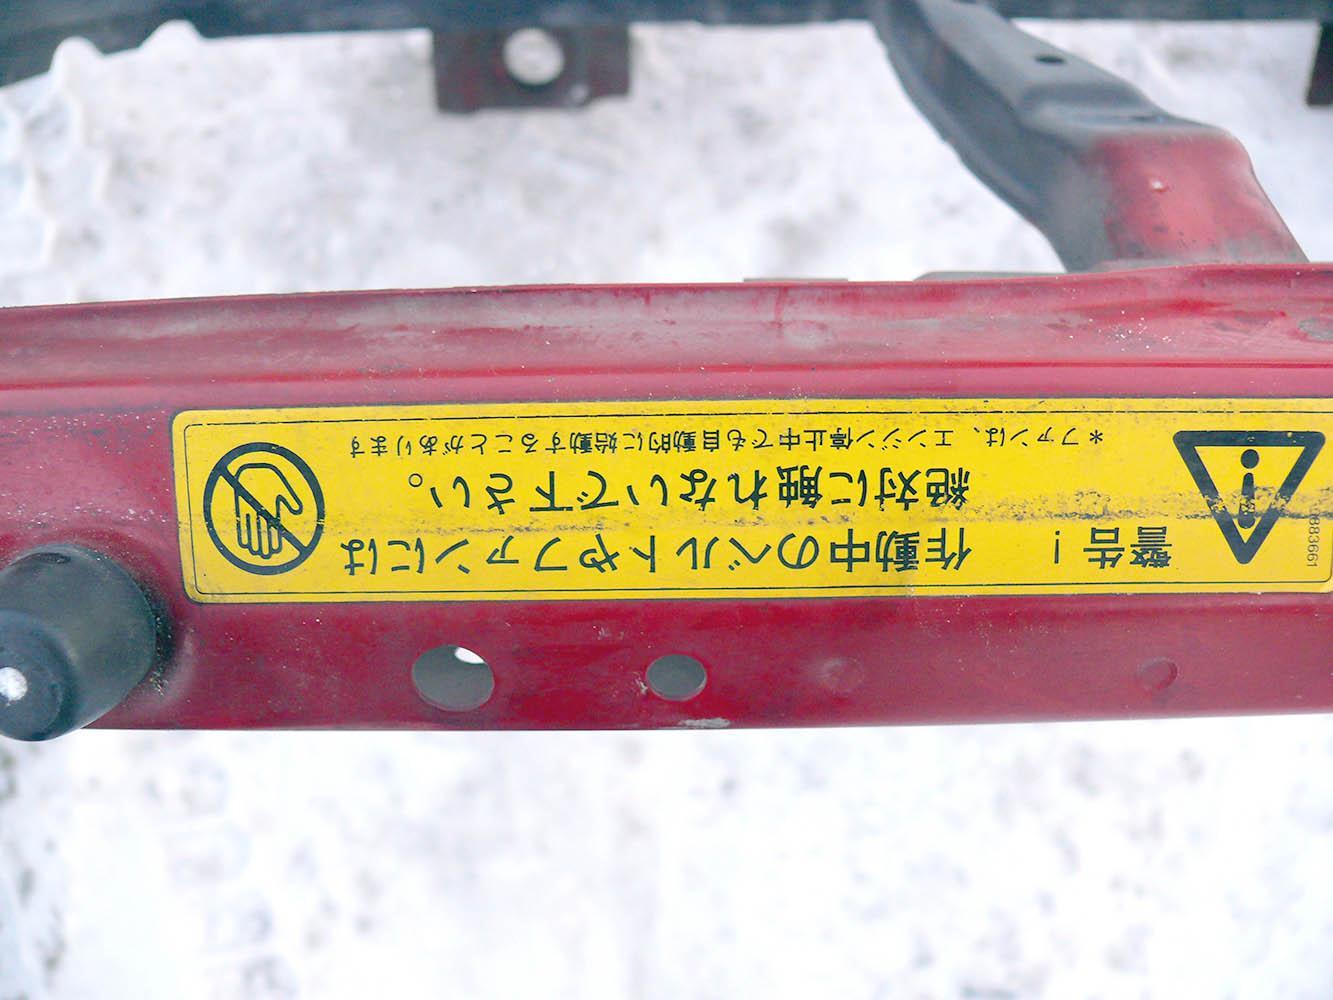 警告！ 作動中のベルトやファンには
絶対に触れないで下さい。
*ファンは、エンジン停止中でも自動的に始動することがあります
9683661